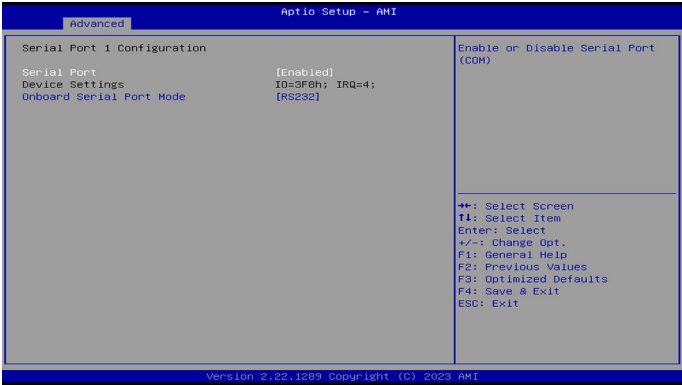 Aptio Setup – AMI
Advanced
Serial Port 1 Configuration
Serial Port [Enabled]
Device Settings IO=3F8h; IRQ=4;
Onboard Serial Port Mode [RS232]
Enable or Disable Serial Port
(COM)
→←: Select Screen
↑↓: Select Item
Enter: Select
+/-: Change Opt.
F1: General Help
F2: Previous Values
F3: Optimized Defaults
F4: Save & Exit
ESC: Exit
Version 2.22.1289 Copyright (C) 2023 AMI